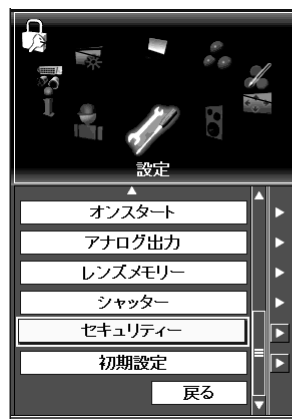 設定
オンスタート
アナログ出力
レンズメモリー
シャッター
セキュリティー
初期設定
戻る